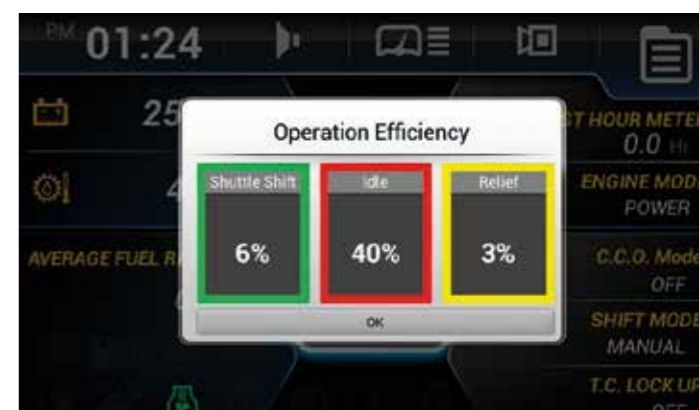 PM 01:24
25
Operation Efficiency
Shuttle Shift
Idle
Relief
6%
40%
3%
OK
AVERAGE FUEL
ST HOUR METER
0.0 Hr
ENGINE MODE
POWER
C.C.O. Mode
OFF
SHIFT MODE
MANUAL
T.C. LOCK UP
OFF